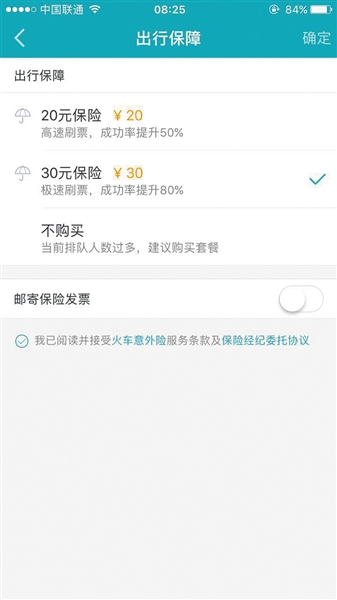 中国联通 08:25 84%
出行保障 确定
出行保障
20元保险 ¥ 20
高速刷票，成功率提升50%
30元保险 ¥ 30
极速刷票，成功率提升80%
不购买
当前排队人数过多，建议购买套餐
邮寄保险发票
我已阅读并接受火车意外险服务条款及保险经纪委托协议